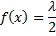 f(x) = λ/2